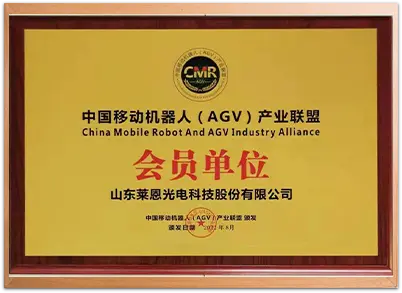 CMR
中国移动机器人（AGV）产业联盟
China Mobile Robot And AGV Industry Alliance
会员单位
山东莱恩光电科技股份有限公司
中国移动机器人（AGV）产业联盟 颁发
颁发日期